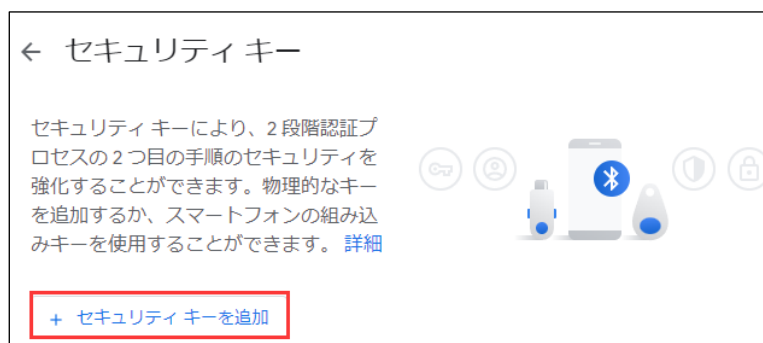 ← セキュリティ キー
セキュリティ キーにより、2 段階認証プ
ロセスの 2 つ目の手順のセキュリティを
強化することができます。物理的なキー
を追加するか、スマートフォンの組み込
みキーを使用することができます。 詳細
+ セキュリティ キーを追加